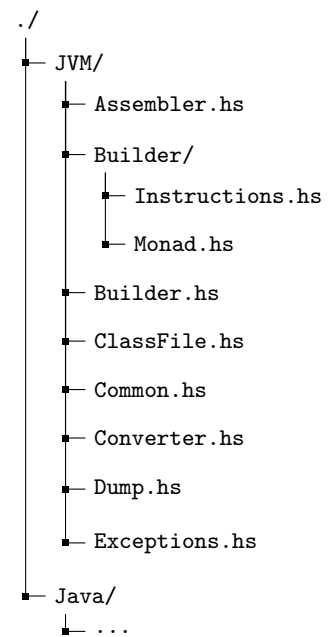 ./
JVM/
Assembler.hs
Builder/
Instructions.hs
Monad.hs
Builder.hs
ClassFile.hs
Common.hs
Converter.hs
Dump.hs
Exceptions.hs
Java/
...